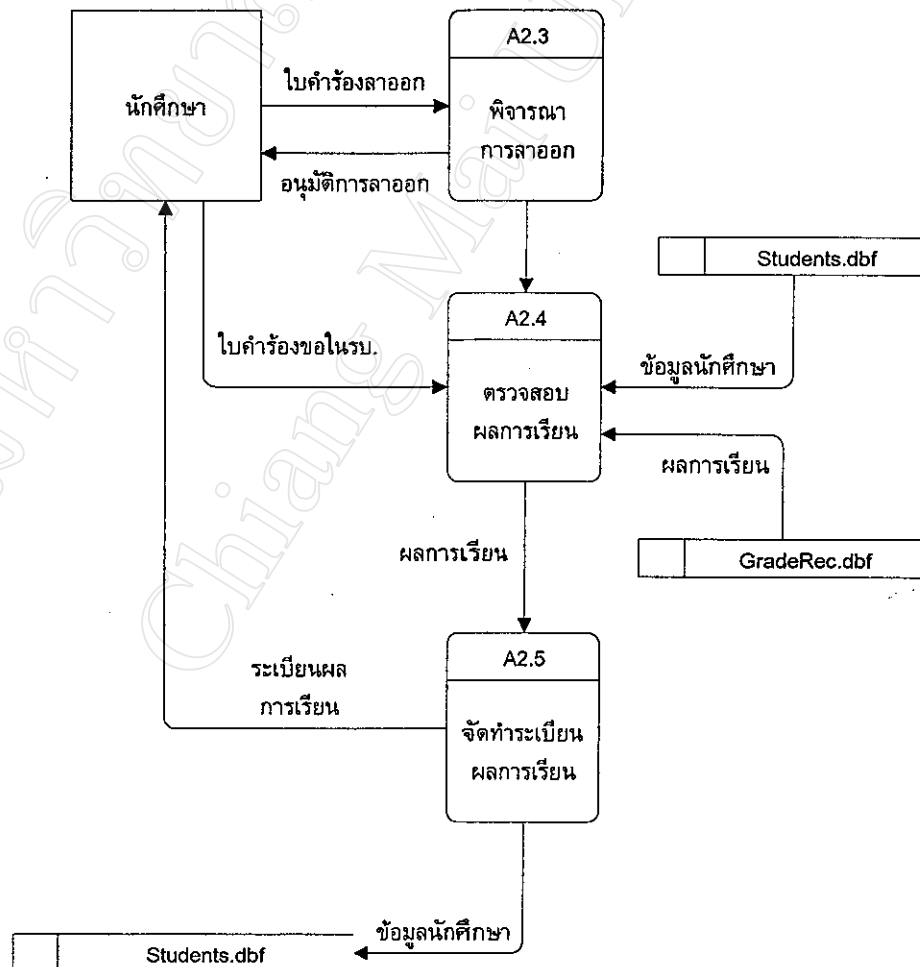 A2.3
นักศึกษา
ใบคำร้องลาออก
พิจารณา
การลาออก
อนุมัติการลาออก
Students.dbf
A2.4
ใบคำร้องขอในรบ.
ข้อมูลนักศึกษา
ตรวจสอบ
ผลการเรียน
ผลการเรียน
ผลการเรียน
GradeRec.dbf
A2.5
ระเบียนผล
การเรียน
จัดทำระเบียน
ผลการเรียน
ข้อมูลนักศึกษา
Students.dbf
Chiang Mai U